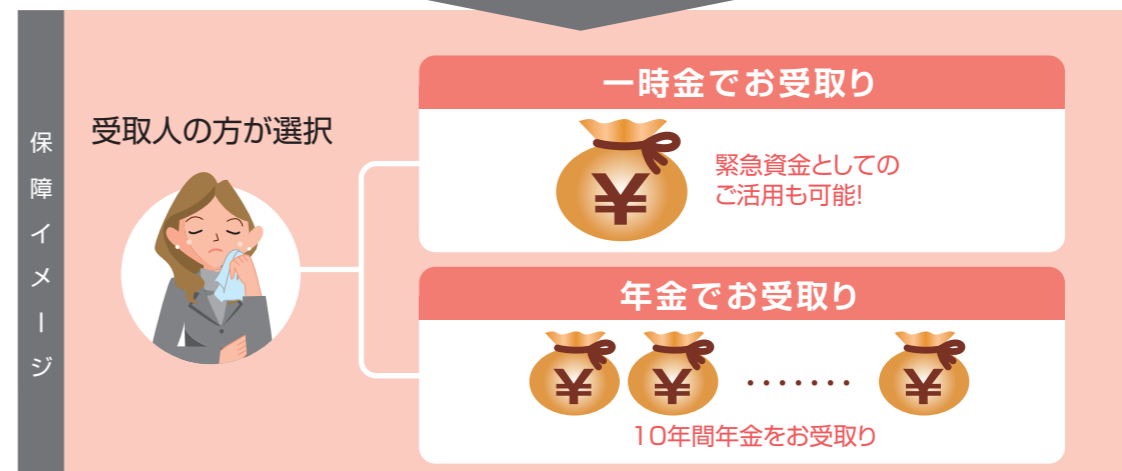 保障イメージ
受取人の方が選択
一時金でお受取り
¥
緊急資金としての
ご活用も可能!
年金でお受取り
¥ ¥ ······· ¥
10年間年金をお受取り